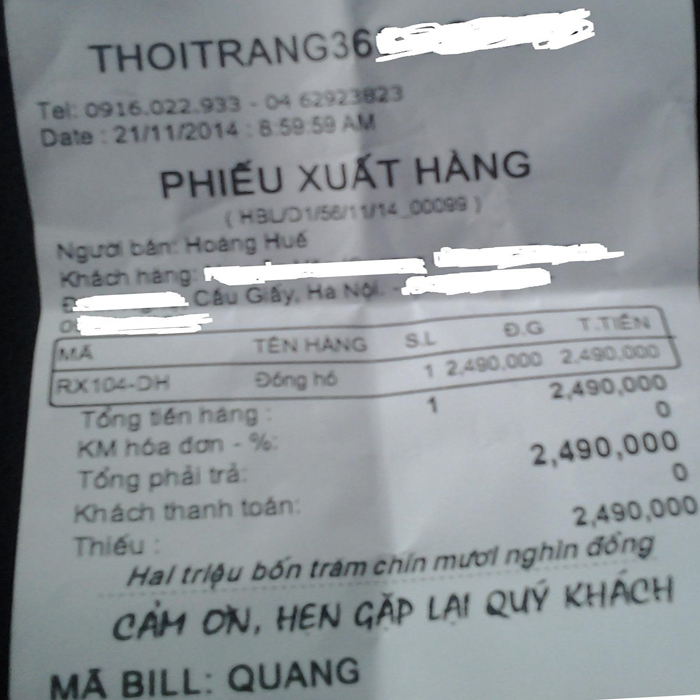 THOITRANG36
Tel: 0916.022.933 - 04 62923823
Date : 21/11/2014 : 8:59:59 AM
PHIẾU XUẤT HÀNG
( HBL/D1/56/11/14_00099 )
Người bán: Hoàng Huế
Khách hàng:
Cầu Giấy, Hà Nội. -
MÃ TÊN HÀNG S.L Đ.G T.TIỀN
RX104-DH Đồng hồ 1 2,490,000 2,490,000
Tổng tiền hàng : 1 2,490,000
KM hóa đơn - %: 0
Tổng phải trả: 2,490,000
Khách thanh toán: 0
Thiếu : 2,490,000
Hai triệu bốn trăm chín mươi nghìn đồng
CẢM ƠN, HẸN GẶP LẠI QUÝ KHÁCH
MÃ BILL: QUANG